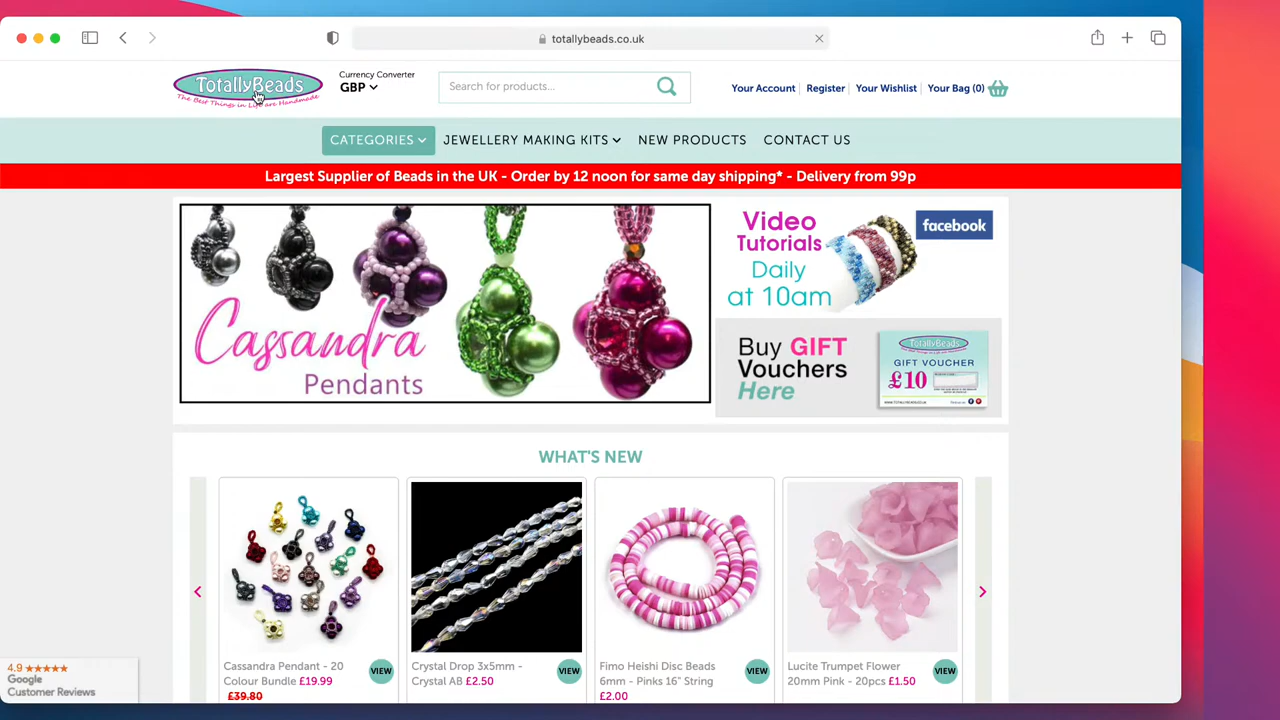 totallybeads.co.uk
TotallyBeads
The Best Things in Life are Handmade
Currency Converter
GBP
Search for products...
Your Account
Register
Your Wishlist
Your Bag (0)
CATEGORIES
JEWELLERY MAKING KITS
NEW PRODUCTS
CONTACT US
Largest Supplier of Beads in the UK - Order by 12 noon for same day shipping* - Delivery from 99p
Cassandra
Pendants
Video
Tutorials
Daily
at 10am
facebook
Buy GIFT
Vouchers
Here
TotallyBeads
GIFT VOUCHER
£10
WHAT'S NEW
Cassandra Pendant - 20
Colour Bundle £19.99
£39.80
VIEW
Crystal Drop 3x5mm -
Crystal AB £2.50
VIEW
Fimo Heishi Disc Beads
6mm - Pinks 16" String
£2.00
VIEW
Lucite Trumpet Flower
20mm Pink - 20pcs £1.50
VIEW
4.9
Google
Customer Reviews